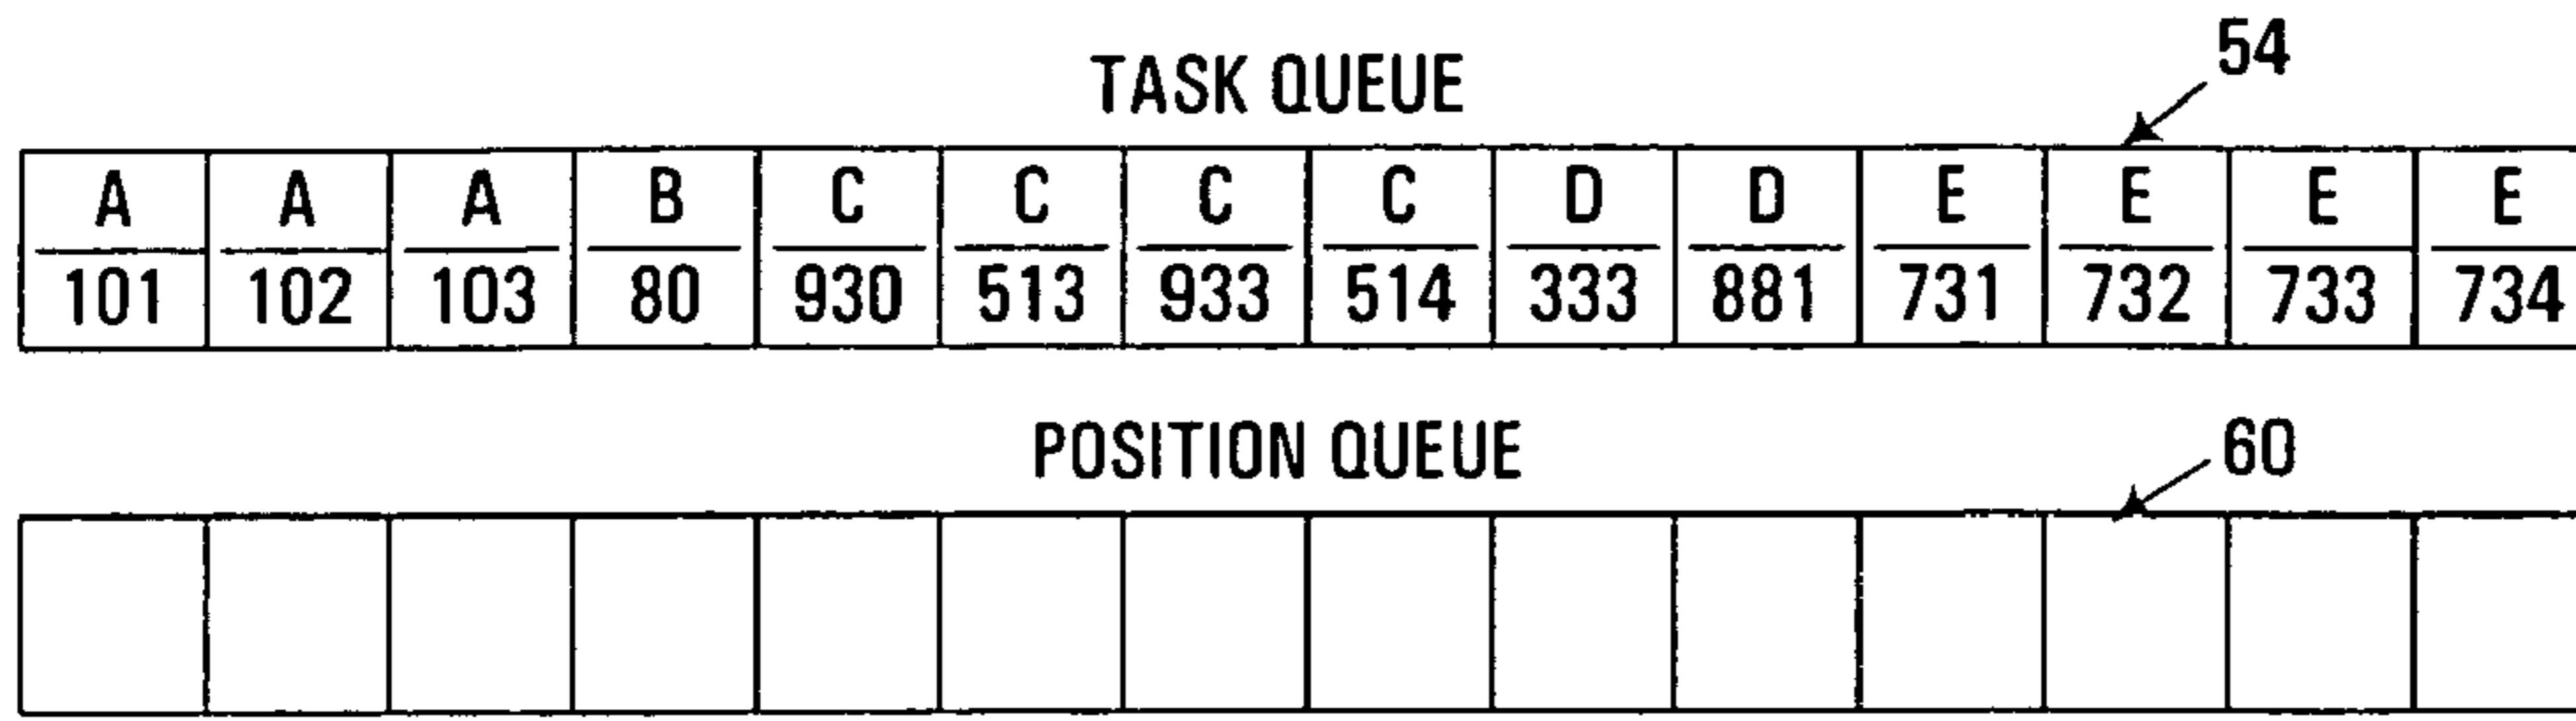 54
TASK QUEUE
A A A B C C C C D D E E E E
101 102 103 80 930 513 933 514 333 881 731 732 733 734
POSITION QUEUE
60